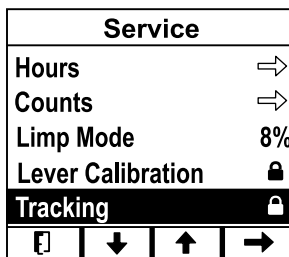 Service
Hours
Counts
Limp Mode 8%
Lever Calibration
Tracking